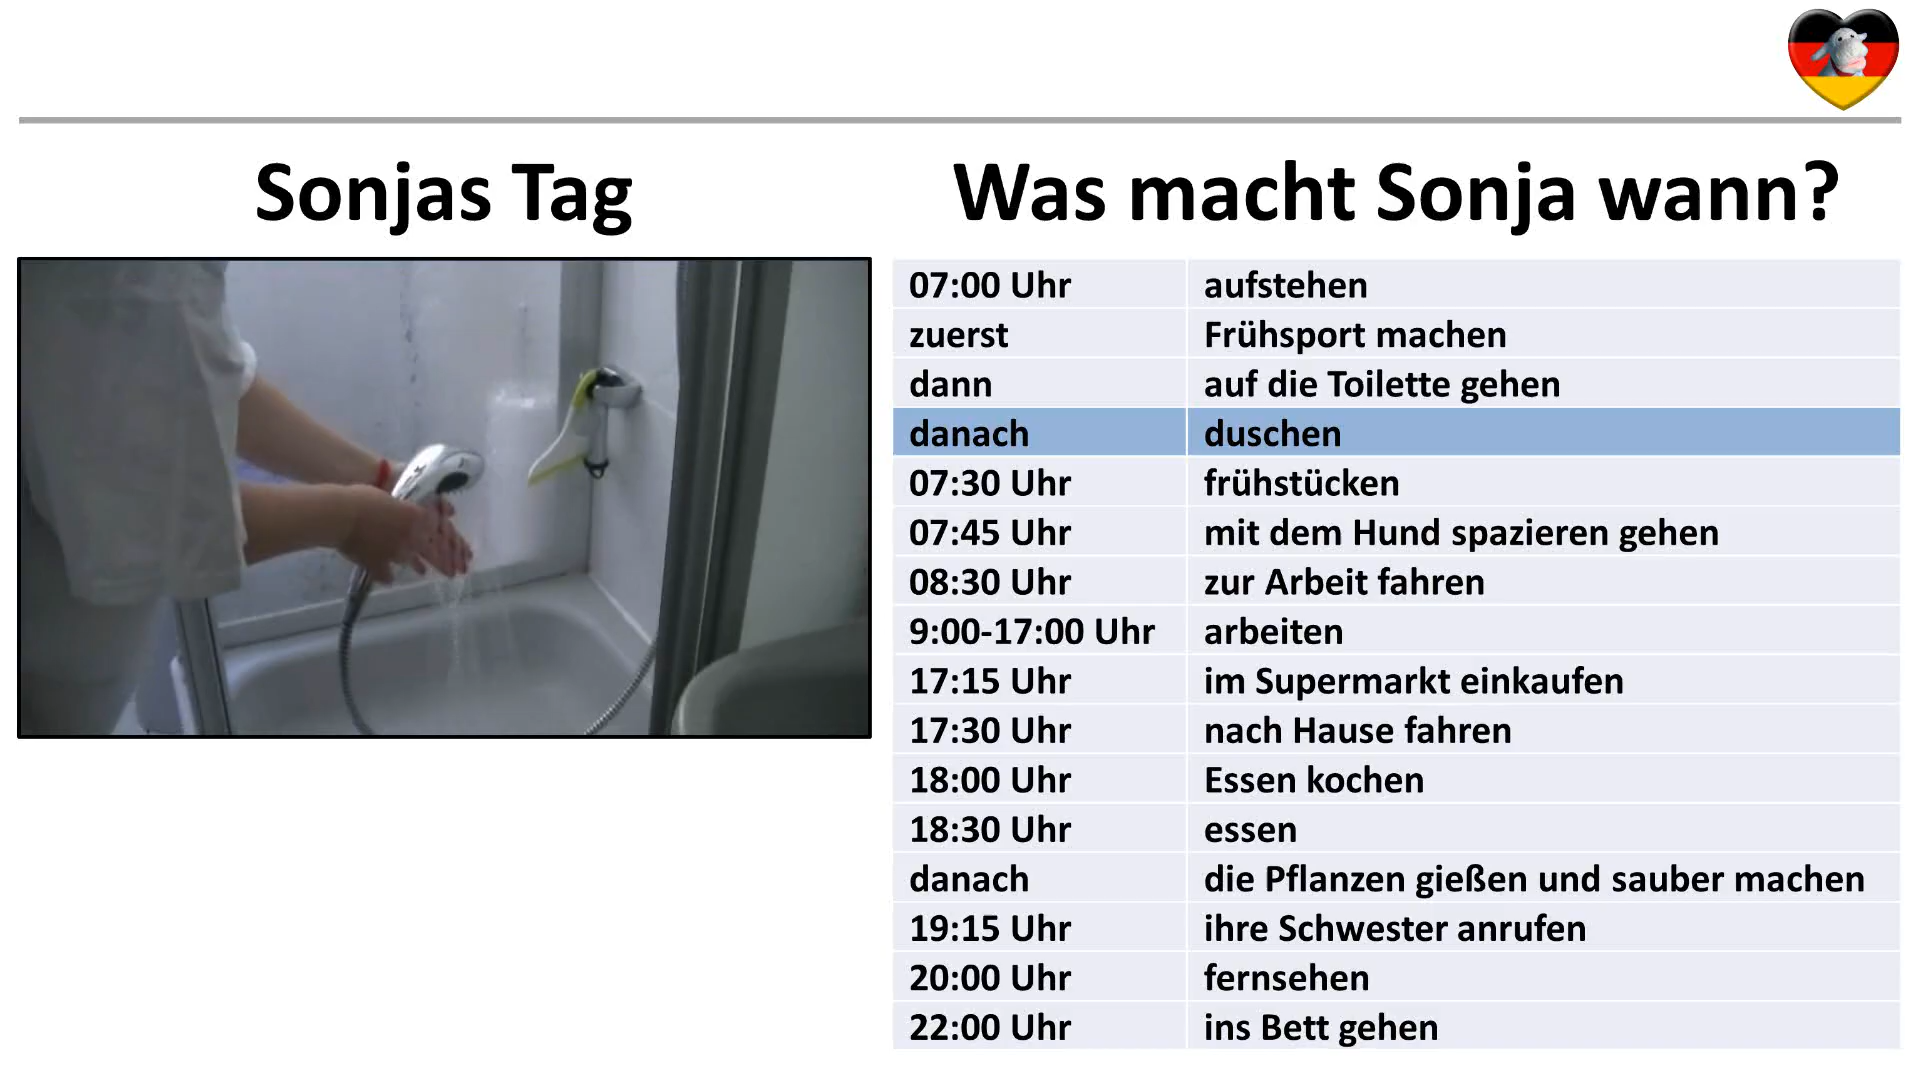 Sonjas Tag
Was macht Sonja wann?
07:00 Uhr aufstehen
zuerst Frühsport machen
dann auf die Toilette gehen
danach duschen
07:30 Uhr frühstücken
07:45 Uhr mit dem Hund spazieren gehen
08:30 Uhr zur Arbeit fahren
9:00-17:00 Uhr arbeiten
17:15 Uhr im Supermarkt einkaufen
17:30 Uhr nach Hause fahren
18:00 Uhr Essen kochen
18:30 Uhr essen
danach die Pflanzen gießen und sauber machen
19:15 Uhr ihre Schwester anrufen
20:00 Uhr fernsehen
22:00 Uhr ins Bett gehen